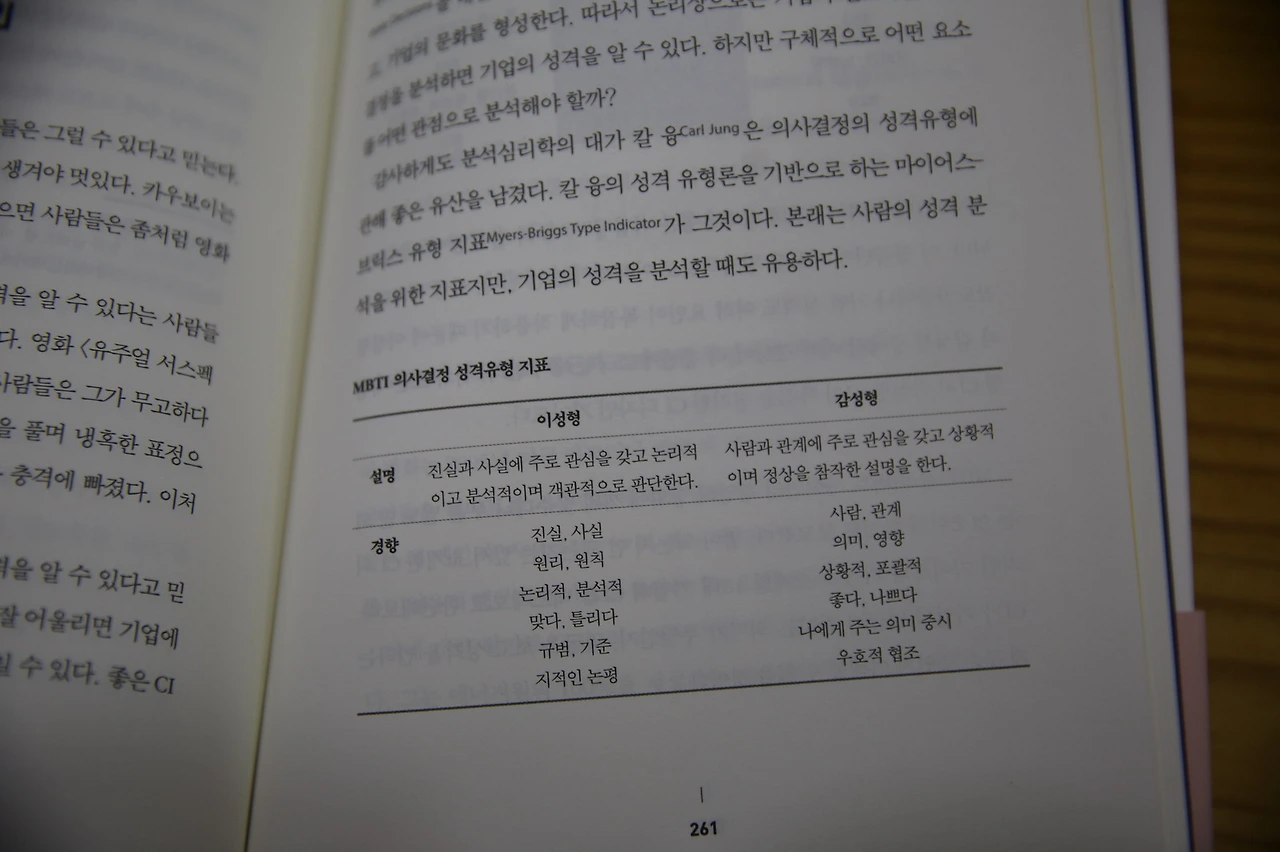 들은 그럴 수 있다고 믿는다.
생겨야 멋있다. 카우보이는
으면 사람들은 좀처럼 영화
격을 알 수 있다는 사람들
다. 영화 〈유주얼 서스펙
사람들은 그가 무고하다
을 풀며 냉혹한 표정으
충격에 빠졌다. 이처
격을 알 수 있다고 믿
잘 어울리면 기업에
일 수 있다. 좋은 CI
기업의 문화를 형성한다. 따라서 논리상으로는
결정을 분석하면 기업의 성격을 알 수 있다. 하지만 구체적으로 어떤 요소
를 어떤 관점으로 분석해야 할까?
감사하게도 분석심리학의 대가 칼 융Carl Jung은 의사결정의 성격유형에
관해 좋은 유산을 남겼다. 칼 융의 성격 유형론을 기반으로 하는 마이어스-
브릭스 유형 지표Myers-Briggs Type Indicator가 그것이다. 본래는 사람의 성격 분
석을 위한 지표지만, 기업의 성격을 분석할 때도 유용하다.
MBTI 의사결정 성격유형 지표
이성형 감성형
설명 진실과 사실에 주로 관심을 갖고 논리적 사람과 관계에 주로 관심을 갖고 상황적
이고 분석적이며 객관적으로 판단한다. 이며 정상을 참작한 설명을 한다.
경향 진실, 사실 사람, 관계
원리, 원칙 의미, 영향
논리적, 분석적 상황적, 포괄적
맞다, 틀리다 좋다, 나쁘다
규범, 기준 나에게 주는 의미 중시
지적인 논평 우호적 협조
261